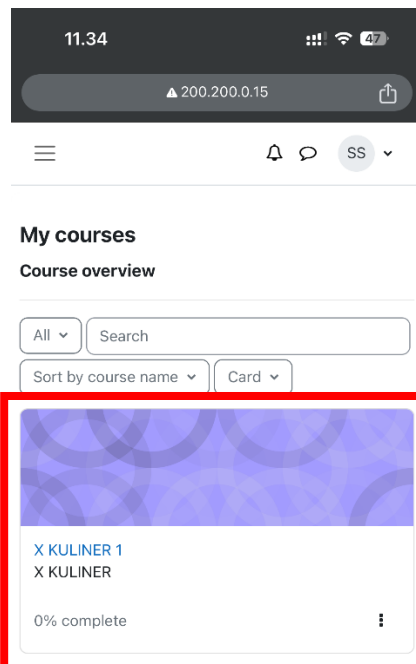 11.34
47
200.200.0.15
SS
My courses
Course overview
All
Search
Sort by course name
Card
X KULINER 1
X KULINER
0% complete